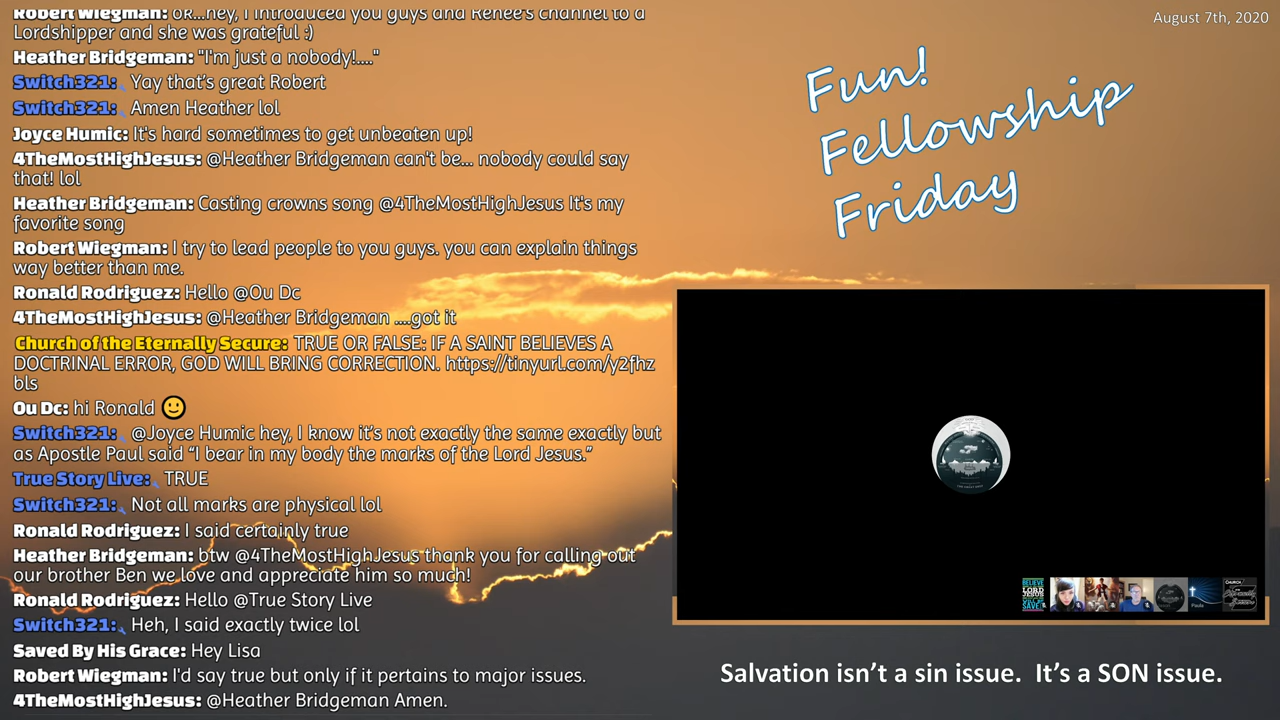 Robert Wiegman: ok...hey, I introduced you guys and Renee's channel to a
Lordshipper and she was grateful :)
Heather Bridgeman: "I'm just a nobody!...."
Switch321: Yay that's great Robert
Switch321: Amen Heather lol
Joyce Humic: It's hard sometimes to get unbeaten up!
4TheMostHighJesus: @Heather Bridgeman can't be... nobody could say
that! lol
Heather Bridgeman: Casting crowns song @4TheMostHighJesus It's my
favorite song
Robert Wiegman: I try to lead people to you guys. you can explain things
way better than me.
Ronald Rodriguez: Hello @Ou Dc
4TheMostHighJesus: @Heather Bridgeman ....got it
Church of the Eternally Secure: TRUE OR FALSE: IF A SAINT BELIEVES A
DOCTRINAL ERROR, GOD WILL BRING CORRECTION. https://tinyurl.com/y2fhz
bls
Ou Dc: hi Ronald 🙂
Switch321: @Joyce Humic hey, I know it's not exactly the same exactly but
as Apostle Paul said “I bear in my body the marks of the Lord Jesus.”
True Story Live: TRUE
Switch321: Not all marks are physical lol
Ronald Rodriguez: I said certainly true
Heather Bridgeman: btw @4TheMostHighJesus thank you for calling out
our brother Ben we love and appreciate him so much!
Ronald Rodriguez: Hello @True Story Live
Switch321: Heh, I said exactly twice lol
Saved By His Grace: Hey Lisa
Robert Wiegman: I'd say true but only if it pertains to major issues.
4TheMostHighJesus: @Heather Bridgeman Amen.
August 7th, 2020
Fun!
Fellowship
Friday
BELIEVE
LORD
JESUS
SAVE
Paula
CHURCH
Salvation isn’t a sin issue.  It’s a SON issue.